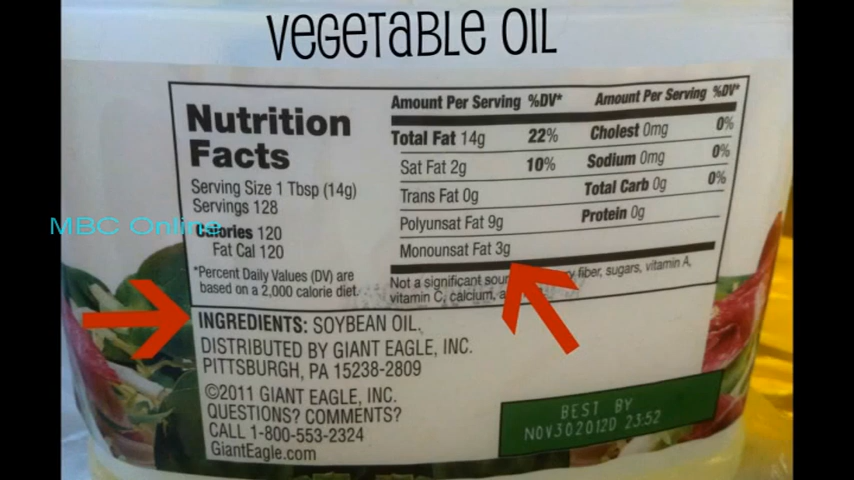 VEGETABLE OIL
Nutrition
Facts
Serving Size 1 Tbsp (14g)
Servings 128
Calories 120
Fat Cal 120
*Percent Daily Values (DV) are
based on a 2,000 calorie diet.
Amount Per Serving %DV*
Total Fat 14g 22%
Sat Fat 2g 10%
Trans Fat 0g
Polyunsat Fat 9g
Monounsat Fat 3g
Amount Per Serving %DV*
Cholest 0mg 0%
Sodium 0mg 0%
Total Carb 0g 0%
Protein 0g
Not a significant fiber, sugars, vitamin A,
vitamin C, calcium,
MBC Online
INGREDIENTS: SOYBEAN OIL.
DISTRIBUTED BY GIANT EAGLE, INC.
PITTSBURGH, PA 15238-2809
©2011 GIANT EAGLE, INC.
QUESTIONS? COMMENTS?
CALL 1-800-553-2324
GiantEagle.com
BEST BY
NOV302012D 23:52